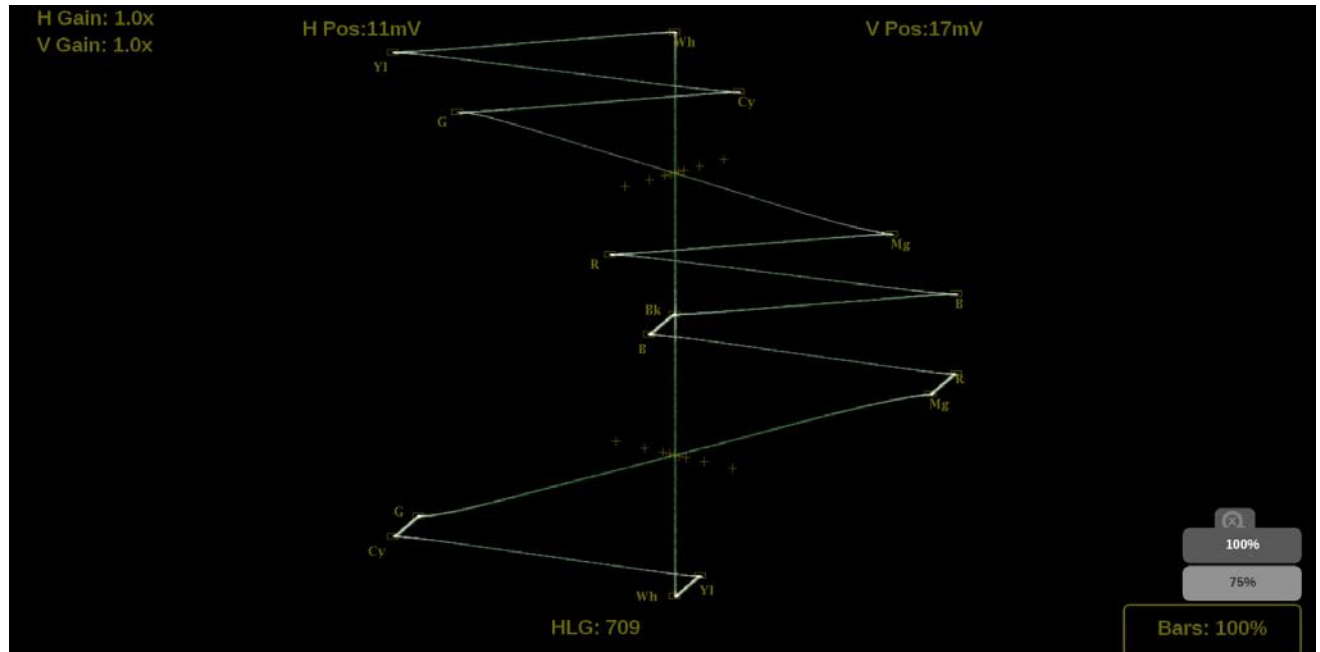 H Gain: 1.0x
V Gain: 1.0x
H Pos:11mV
V Pos:17mV
Wh
Yl
Cy
G
Mg
R
B
Bk
B
R
Mg
G
Cy
Yl
Wh
100%
75%
HLG: 709
Bars: 100%